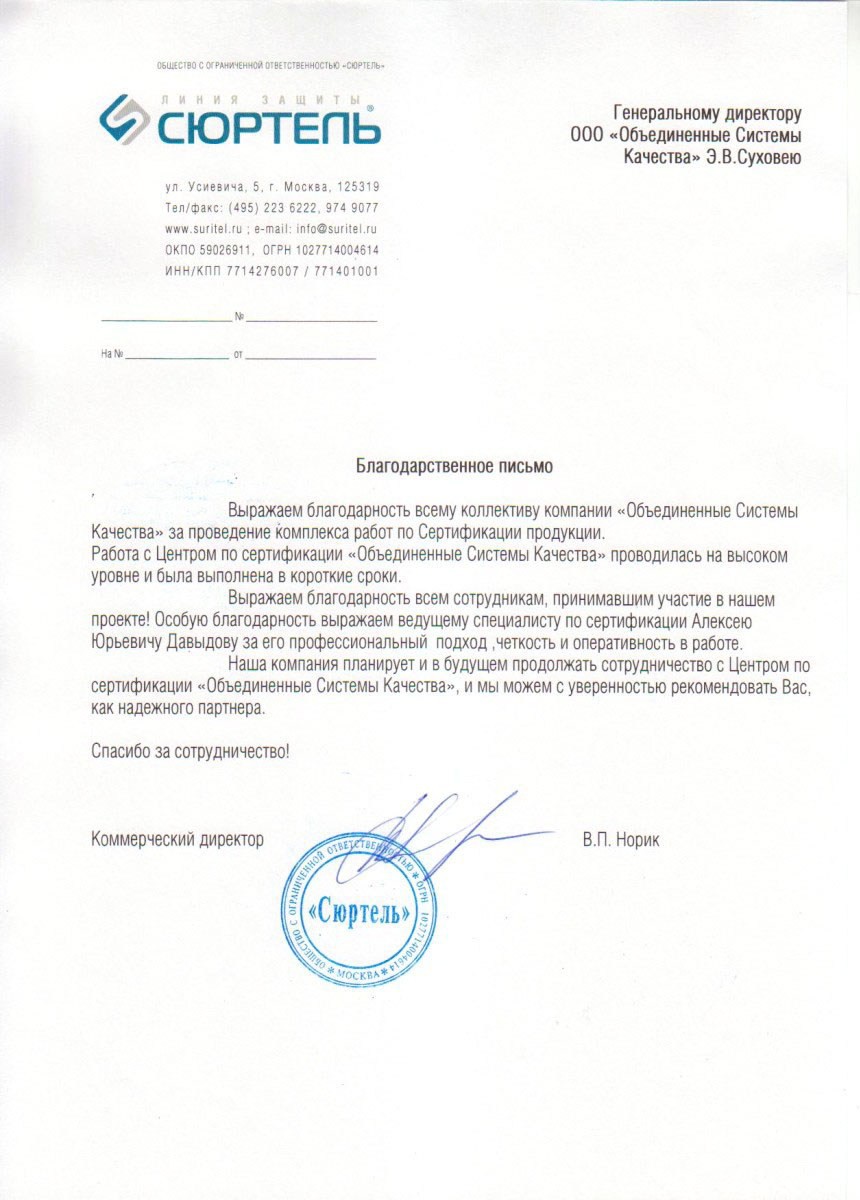 ОБЩЕСТВО С ОГРАНИЧЕННОЙ ОТВЕТСТВЕННОСТЬЮ «СЮРТЕЛЬ»
ЛИНИЯ ЗАЩИТЫ
СЮРТЕЛЬ®
ул. Усиевича, 5, г. Москва, 125319
Тел/факс: (495) 223 6222, 974 9077
www.suritel.ru ; e-mail: info@suritel.ru
ОКПО 59026911, ОГРН 1027714004614
ИНН/КПП 7714276007 / 771401001
№
На № от
Генеральному директору
ООО «Объединенные Системы
Качества» Э.В.Суховею
Благодарственное письмо
Выражаем благодарность всему коллективу компании «Объединенные Системы
Качества» за проведение комплекса работ по Сертификации продукции.
Работа с Центром по сертификации «Объединенные Системы Качества» проводилась на высоком
уровне и была выполнена в короткие сроки.
Выражаем благодарность всем сотрудникам, принимавшим участие в нашем
проекте! Особую благодарность выражаем ведущему специалисту по сертификации Алексею
Юрьевичу Давыдову за его профессиональный подход ,четкость и оперативность в работе.
Наша компания планирует и в будущем продолжать сотрудничество с Центром по
сертификации «Объединенные Системы Качества», и мы можем с уверенностью рекомендовать Вас,
как надежного партнера.
Спасибо за сотрудничество!
Коммерческий директор В.П. Норик
ОБЩЕСТВО С ОГРАНИЧЕННОЙ ОТВЕТСТВЕННОСТЬЮ * ОГРН 1027714004614 * МОСКВА *
«Сюртель»